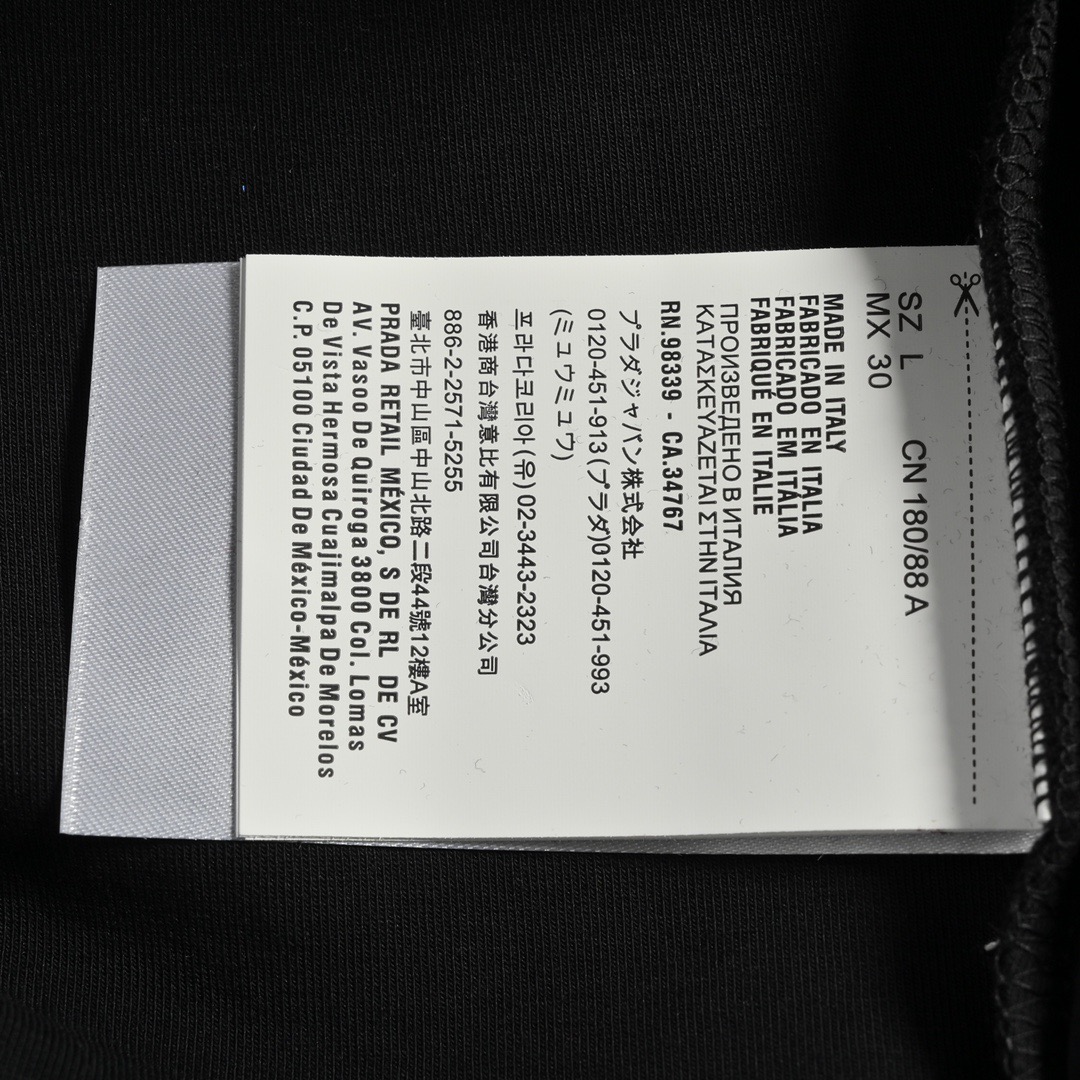 SZ L CN 180/88 A
MX 30
MADE IN ITALY
FABRICADO EN ITALIA
FABRICADO EM ITÁLIA
FABRIQUÉ EN ITALIE
ПРОИЗВЕДЕНО В ИТАЛИЯ
ΚΑΤΑΣΚΕΥΑΖΕΤΑΙ ΣΤΗΝ ΙΤΑΛΙΑ
RN.98339 - CA.34767
プラダジャパン株式会社
0120-451-913(プラダ)0120-451-993
(ミュウミュウ)
프라다코리아(유)02-3443-2323
香港商台灣意比有限公司台灣分公司
886-2-2571-5255
臺北市中山區中山北路二段44號12樓A室
PRADA RETAIL MÉXICO, S DE RL DE CV
AV. Vasoo De Quiroga 3800 Col. Lomas
De Vista Hermosa Cuajimalpa De Morelos
C.P. 05100 Ciudad De México-México